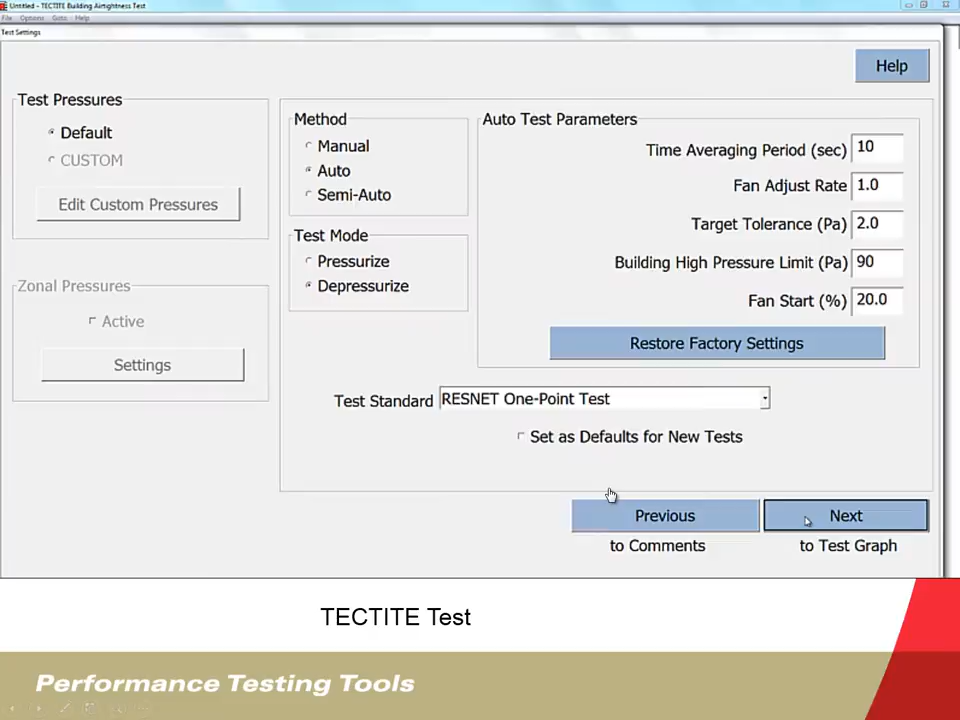 Untitled - TECTITE Building Airtightness Test
File Options Goto Help
Test Settings
Help
Test Pressures
Default
CUSTOM
Edit Custom Pressures
Zonal Pressures
Active
Settings
Method
Manual
Auto
Semi-Auto
Test Mode
Pressurize
Depressurize
Auto Test Parameters
Time Averaging Period (sec) 10
Fan Adjust Rate 1.0
Target Tolerance (Pa) 2.0
Building High Pressure Limit (Pa) 90
Fan Start (%) 20.0
Restore Factory Settings
Test Standard RESNET One-Point Test
Set as Defaults for New Tests
Previous
to Comments
Next
to Test Graph
TECTITE Test
Performance Testing Tools